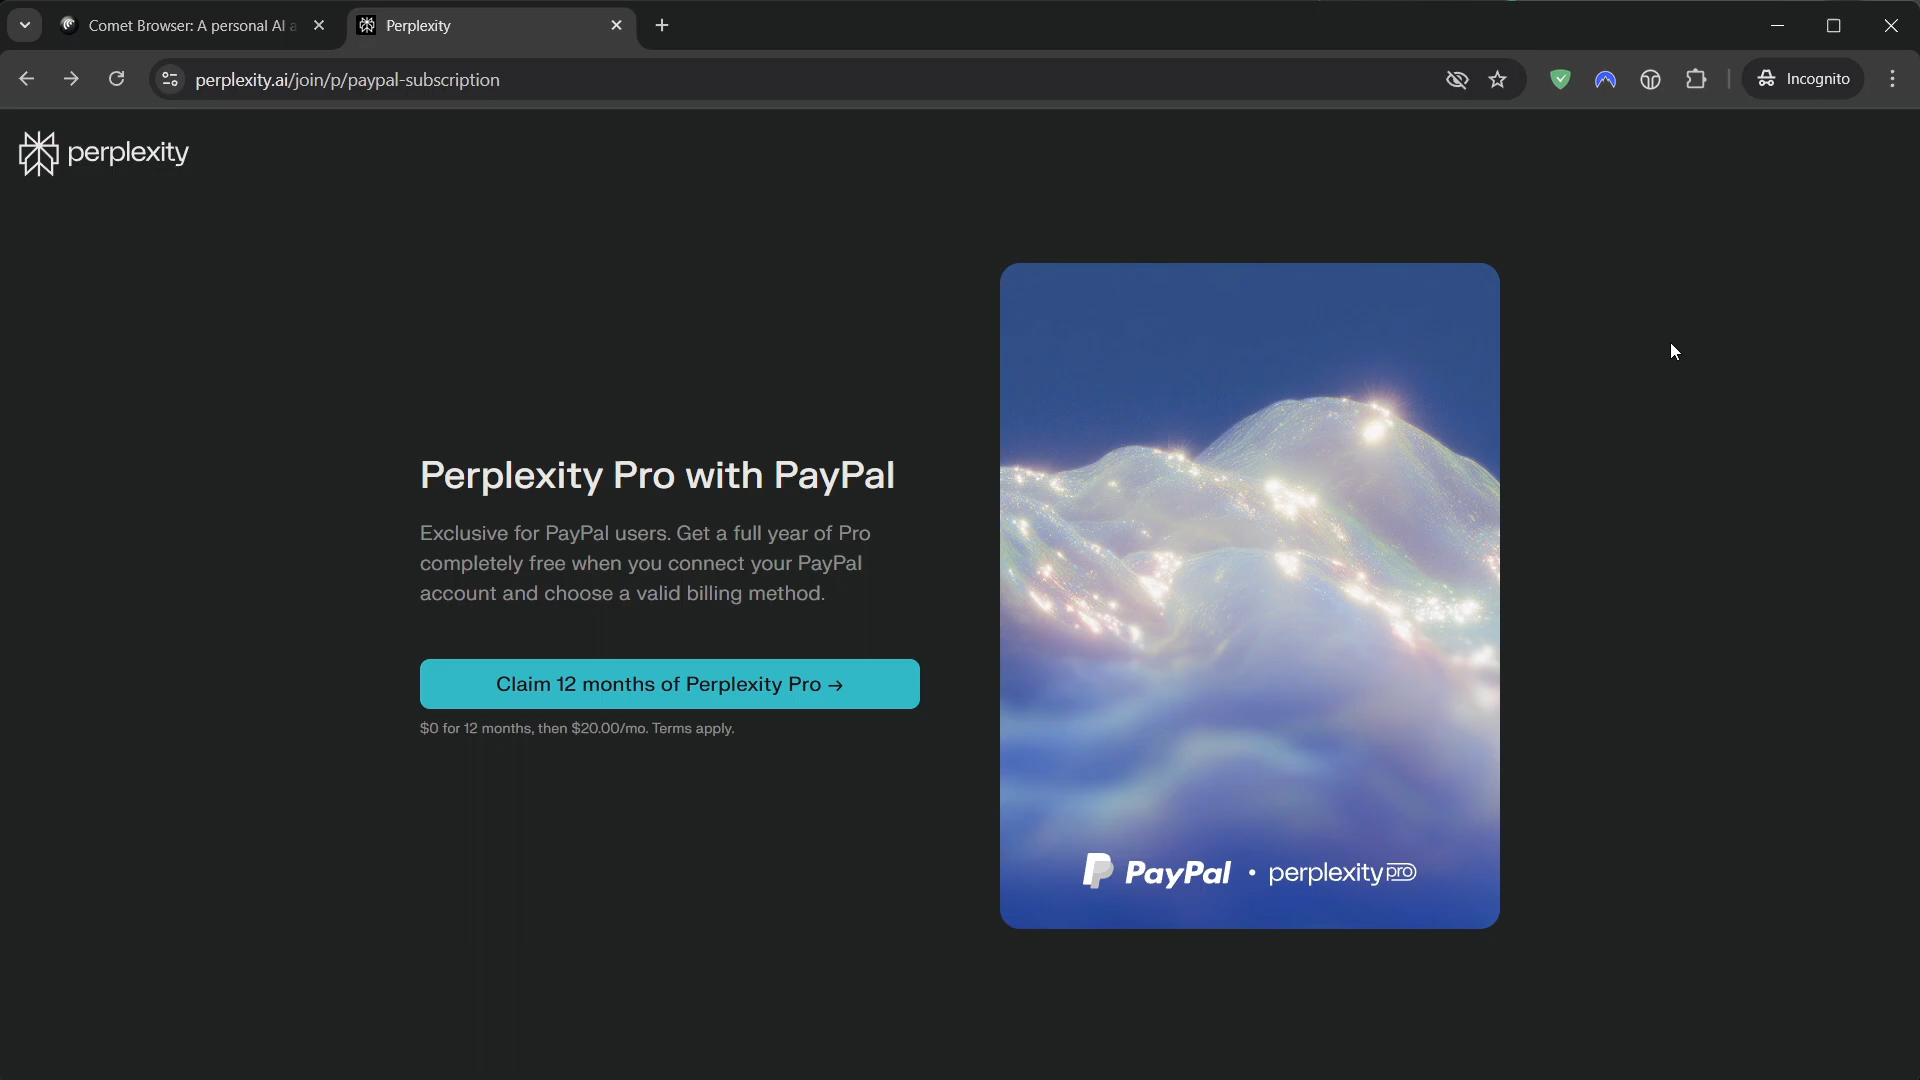 Comet Browser: A personal AI a
Perplexity
perplexity.ai/join/p/paypal-subscription
Incognito
perplexity
Perplexity Pro with PayPal
Exclusive for PayPal users. Get a full year of Pro
completely free when you connect your PayPal
account and choose a valid billing method.
Claim 12 months of Perplexity Pro →
$0 for 12 months, then $20.00/mo. Terms apply.
PayPal • perplexity pro